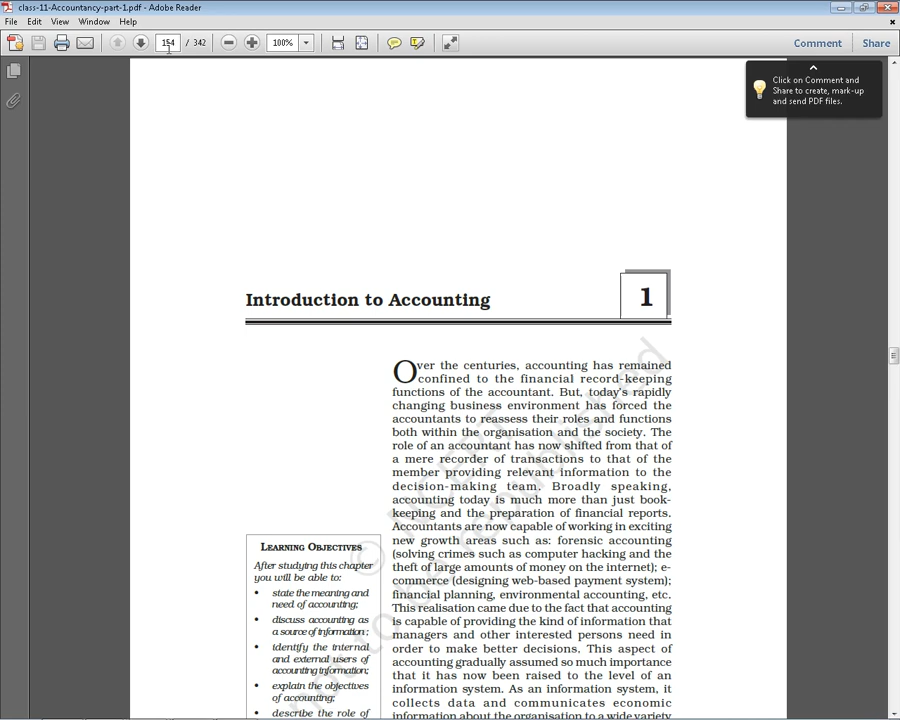 class-11-Accountancy-part-1.pdf - Adobe Reader
File Edit View Window Help
154 / 342 100% Comment Share
Click on Comment and
Share to create, mark-up
and send PDF files.
Introduction to Accounting 1
Over the centuries, accounting has remained
confined to the financial record-keeping
functions of the accountant. But, today's rapidly
changing business environment has forced the
accountants to reassess their roles and functions
both within the organisation and the society. The
role of an accountant has now shifted from that of
a mere recorder of transactions to that of the
member providing relevant information to the
decision-making team. Broadly speaking,
accounting today is much more than just book-
keeping and the preparation of financial reports.
Accountants are now capable of working in exciting
new growth areas such as: forensic accounting
(solving crimes such as computer hacking and the
theft of large amounts of money on the internet); e-
commerce (designing web-based payment system);
financial planning, environmental accounting, etc.
This realisation came due to the fact that accounting
is capable of providing the kind of information that
managers and other interested persons need in
order to make better decisions. This aspect of
accounting gradually assumed so much importance
that it has now been raised to the level of an
information system. As an information system, it
collects data and communicates economic
information about the organisation to a wide variety
LEARNING OBJECTIVES
After studying this chapter
you will be able to:
• state the meaning and
need of accounting;
• discuss accounting as
a source of information;
• identify the internal
and external users of
accounting information;
• explain the objectives
of accounting;
• describe the role of
© NCERT
not to be republished